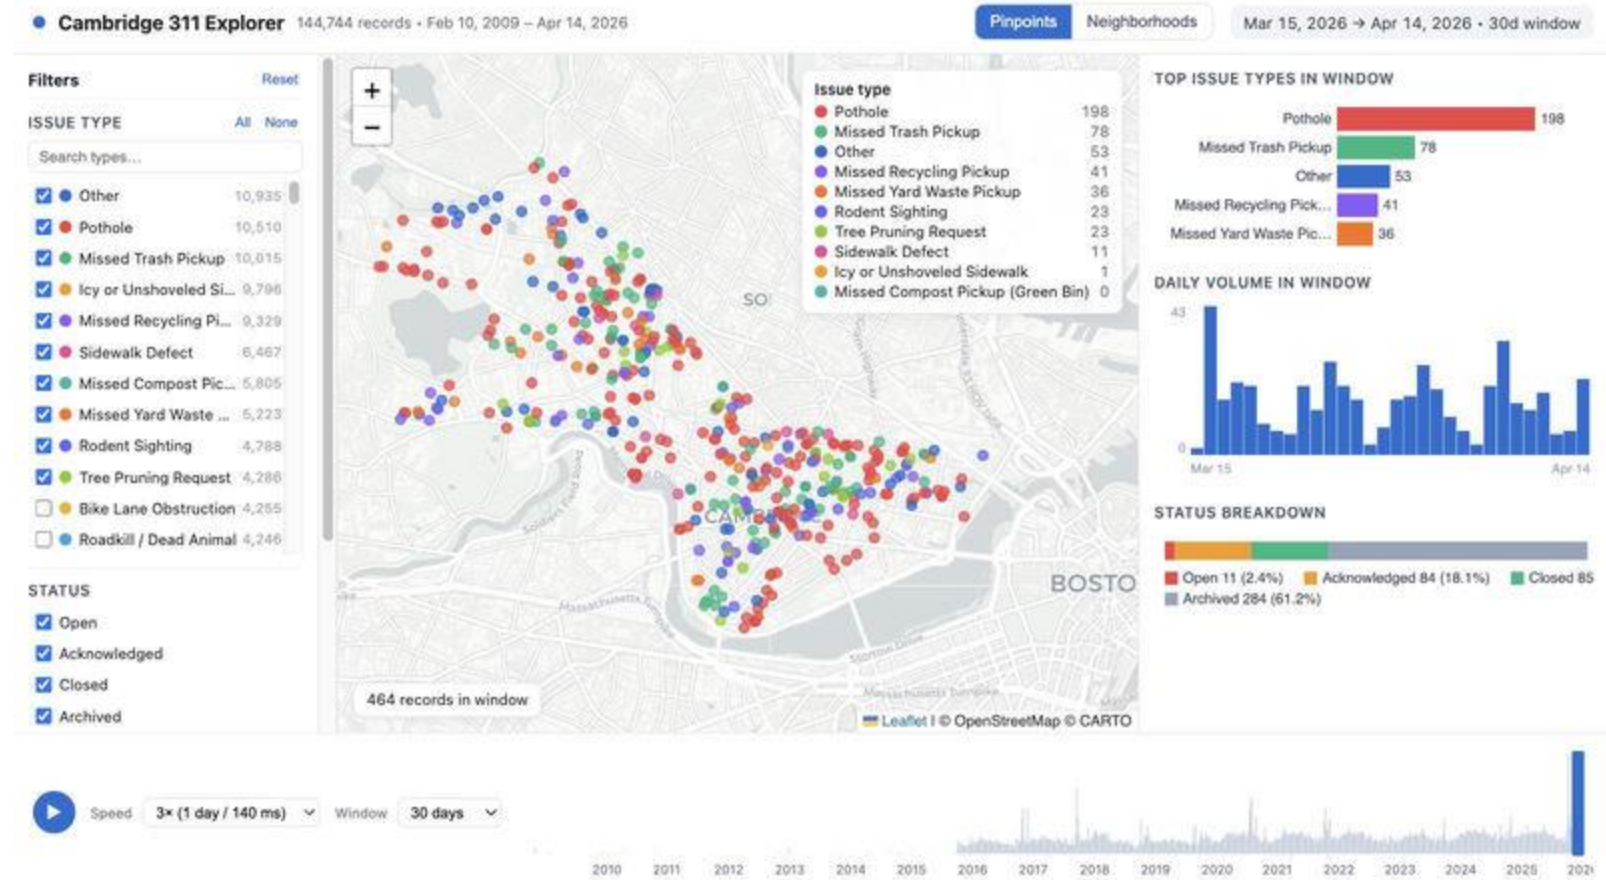 Cambridge 311 Explorer 144,744 records • Feb 10, 2009 – Apr 14, 2026
Pinpoints Neighborhoods
Mar 15, 2026 → Apr 14, 2026 • 30d window
Filters Reset
ISSUE TYPE All None
Search types...
Other 10,935
Pothole 10,510
Missed Trash Pickup 10,015
Icy or Unshoveled Si... 9,796
Missed Recycling Pi... 9,329
Sidewalk Defect 6,467
Missed Compost Pic... 5,805
Missed Yard Waste ... 5,223
Rodent Sighting 4,788
Tree Pruning Request 4,286
Bike Lane Obstruction 4,255
Roadkill / Dead Animal 4,246
STATUS
Open
Acknowledged
Closed
Archived
+
−
Issue type
Pothole 198
Missed Trash Pickup 78
Other 53
Missed Recycling Pickup 41
Missed Yard Waste Pickup 36
Rodent Sighting 23
Tree Pruning Request 23
Sidewalk Defect 11
Icy or Unshoveled Sidewalk 1
Missed Compost Pickup (Green Bin) 0
SO
Soldiers Field Road
BOSTO
Massachusetts Turnpike
Storrow Drive
Massachusetts Turnpike
464 records in window
Leaflet | © OpenStreetMap © CARTO
TOP ISSUE TYPES IN WINDOW
Pothole 198
Missed Trash Pickup 78
Other 53
Missed Recycling Pick... 41
Missed Yard Waste Pic... 36
DAILY VOLUME IN WINDOW
43
0
Mar 15 Apr 14
STATUS BREAKDOWN
Open 11 (2.4%) Acknowledged 84 (18.1%) Closed 85
Archived 284 (61.2%)
Speed 3× (1 day / 140 ms) Window 30 days
2010 2011 2012 2013 2014 2015 2016 2017 2018 2019 2020 2021 2022 2023 2024 2025 202